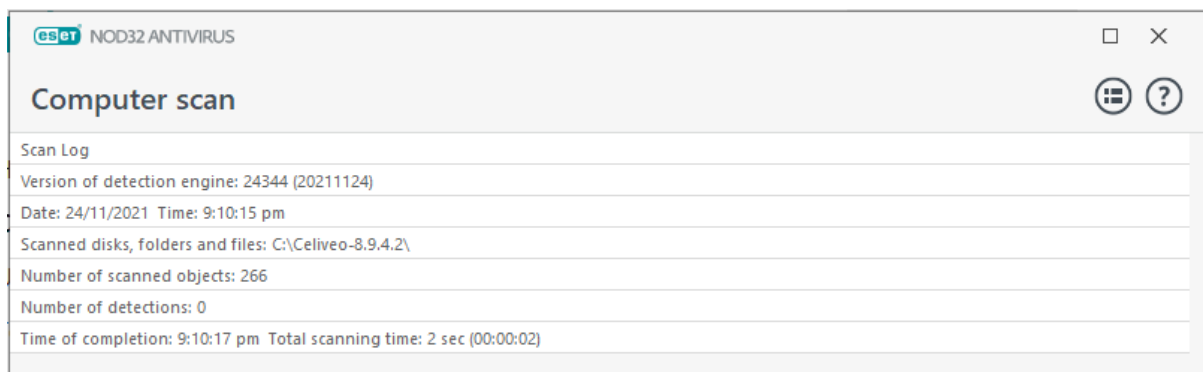 eset NOD32 ANTIVIRUS
Computer scan
Scan Log
Version of detection engine: 24344 (20211124)
Date: 24/11/2021 Time: 9:10:15 pm
Scanned disks, folders and files: C:\Celiveo-8.9.4.2\
Number of scanned objects: 266
Number of detections: 0
Time of completion: 9:10:17 pm Total scanning time: 2 sec (00:00:02)